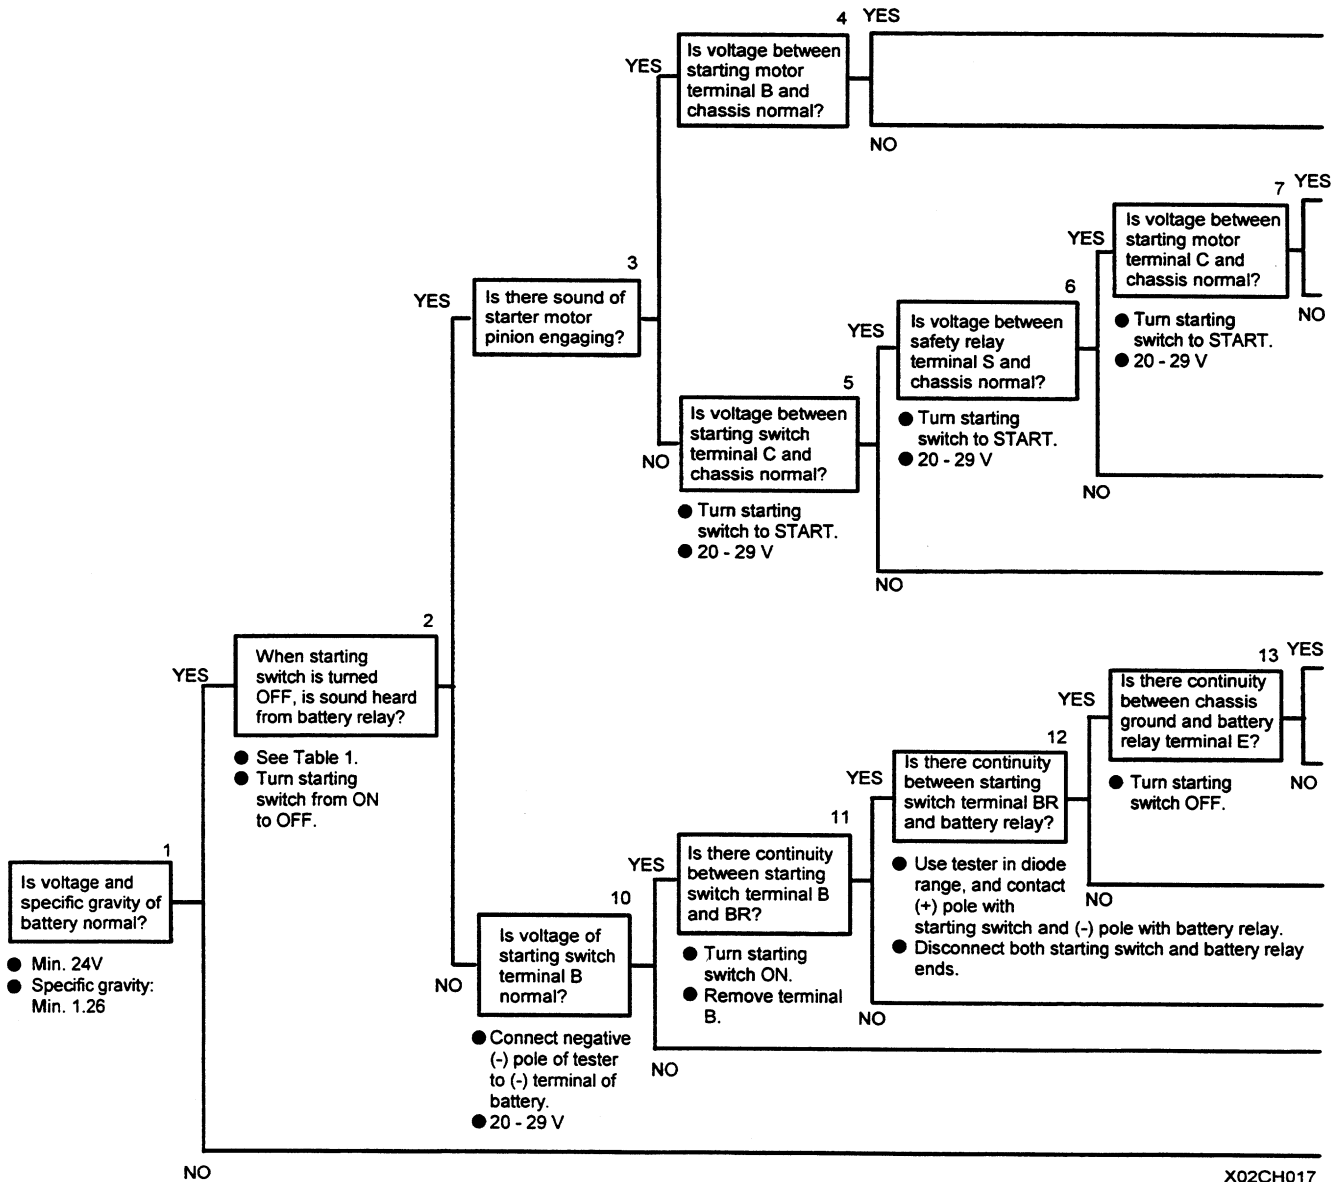 4 YES
YES
Is voltage between
starting motor
terminal B and
chassis normal?
NO
7 YES
YES
Is voltage between
starting motor
terminal C and
chassis normal?
NO
● Turn starting
switch to START.
● 20 - 29 V
3
YES
Is there sound of
starter motor
pinion engaging?
6
YES
Is voltage between
safety relay
terminal S and
chassis normal?
● Turn starting
switch to START.
● 20 - 29 V
NO
5
NO
Is voltage between
starting switch
terminal C and
chassis normal?
● Turn starting
switch to START.
● 20 - 29 V
NO
2
YES
When starting
switch is turned
OFF, is sound heard
from battery relay?
● See Table 1.
● Turn starting
switch from ON
to OFF.
13 YES
YES
Is there continuity
between chassis
ground and battery
relay terminal E?
NO
● Turn starting
switch OFF.
12
YES
Is there continuity
between starting
switch terminal BR
and battery relay?
● Use tester in diode
range, and contact
(+) pole with
starting switch and (-) pole with battery relay.
● Disconnect both starting switch and battery relay
ends.
NO
11
YES
Is there continuity
between starting
switch terminal B
and BR?
● Turn starting
switch ON.
● Remove terminal
B.
NO
1
Is voltage and
specific gravity of
battery normal?
● Min. 24V
● Specific gravity:
Min. 1.26
10
NO
Is voltage of
starting switch
terminal B
normal?
● Connect negative
(-) pole of tester
to (-) terminal of
battery.
● 20 - 29 V
NO
NO
X02CH017